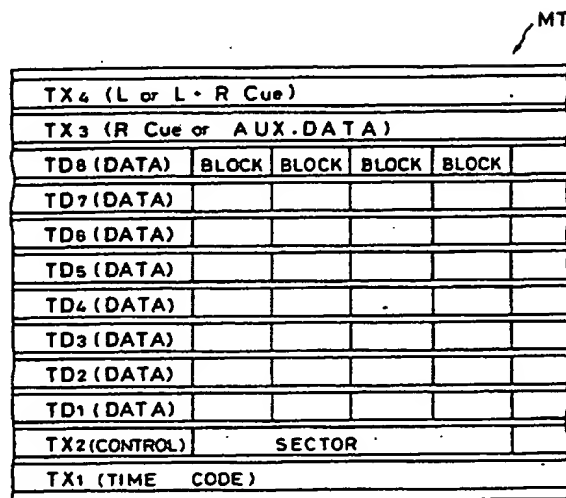 MT
TX4 (L or L + R Cue)
TX3 (R Cue or AUX.DATA)
TD8 (DATA) BLOCK BLOCK BLOCK BLOCK
TD7 (DATA)
TD6 (DATA)
TD5 (DATA)
TD4 (DATA)
TD3 (DATA)
TD2 (DATA)
TD1 (DATA)
TX2 (CONTROL) SECTOR
TX1 (TIME CODE)